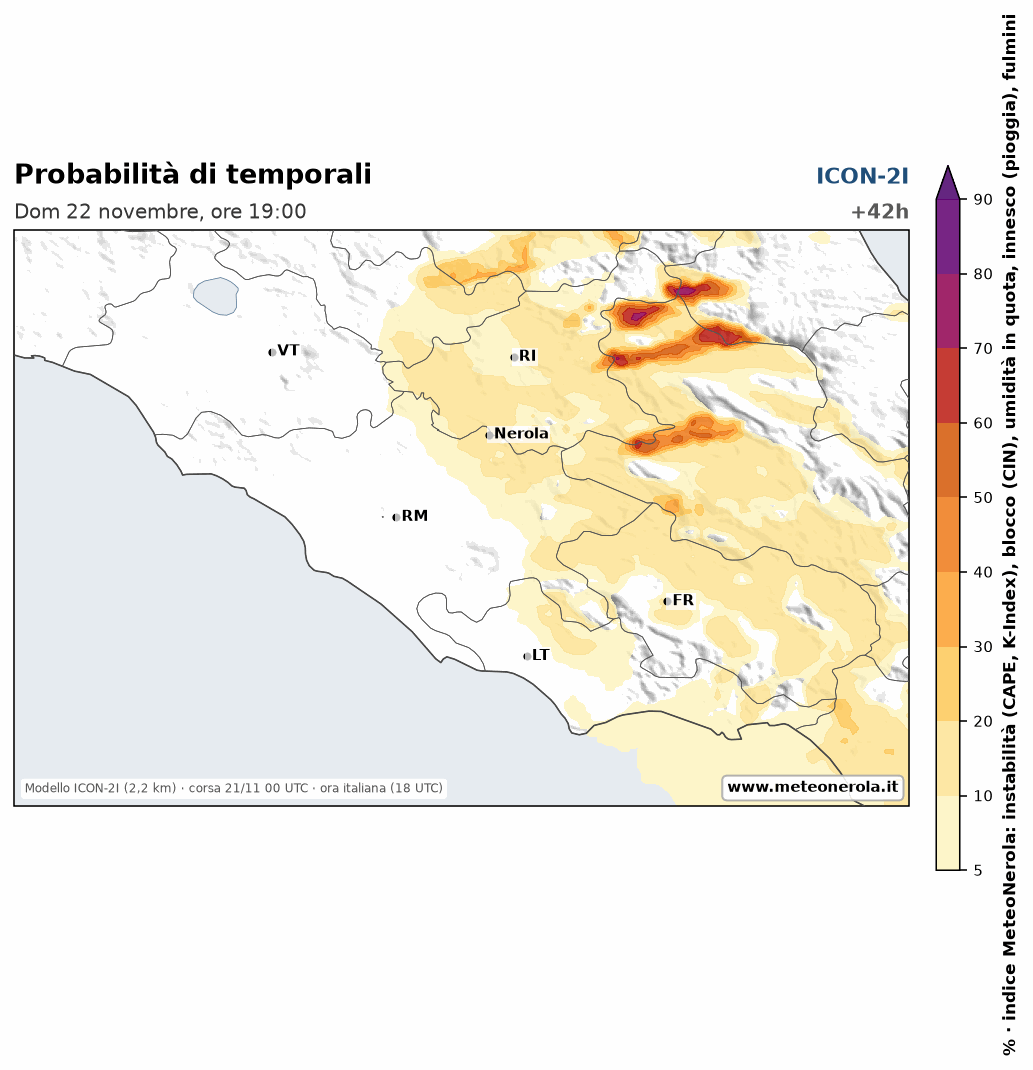 Probabilità di temporali
ICON-2I
Dom 22 novembre, ore 19:00
+42h
VT
RI
Nerola
RM
FR
LT
Modello ICON-2I (2,2 km) · corsa 21/11 00 UTC · ora italiana (18 UTC)
www.meteonerola.it
90
80
70
60
50
40
30
20
10
5
% · indice MeteoNerola: instabilità (CAPE, K-Index), blocco (CIN), umidità in quota, innesco (pioggia), fulmini